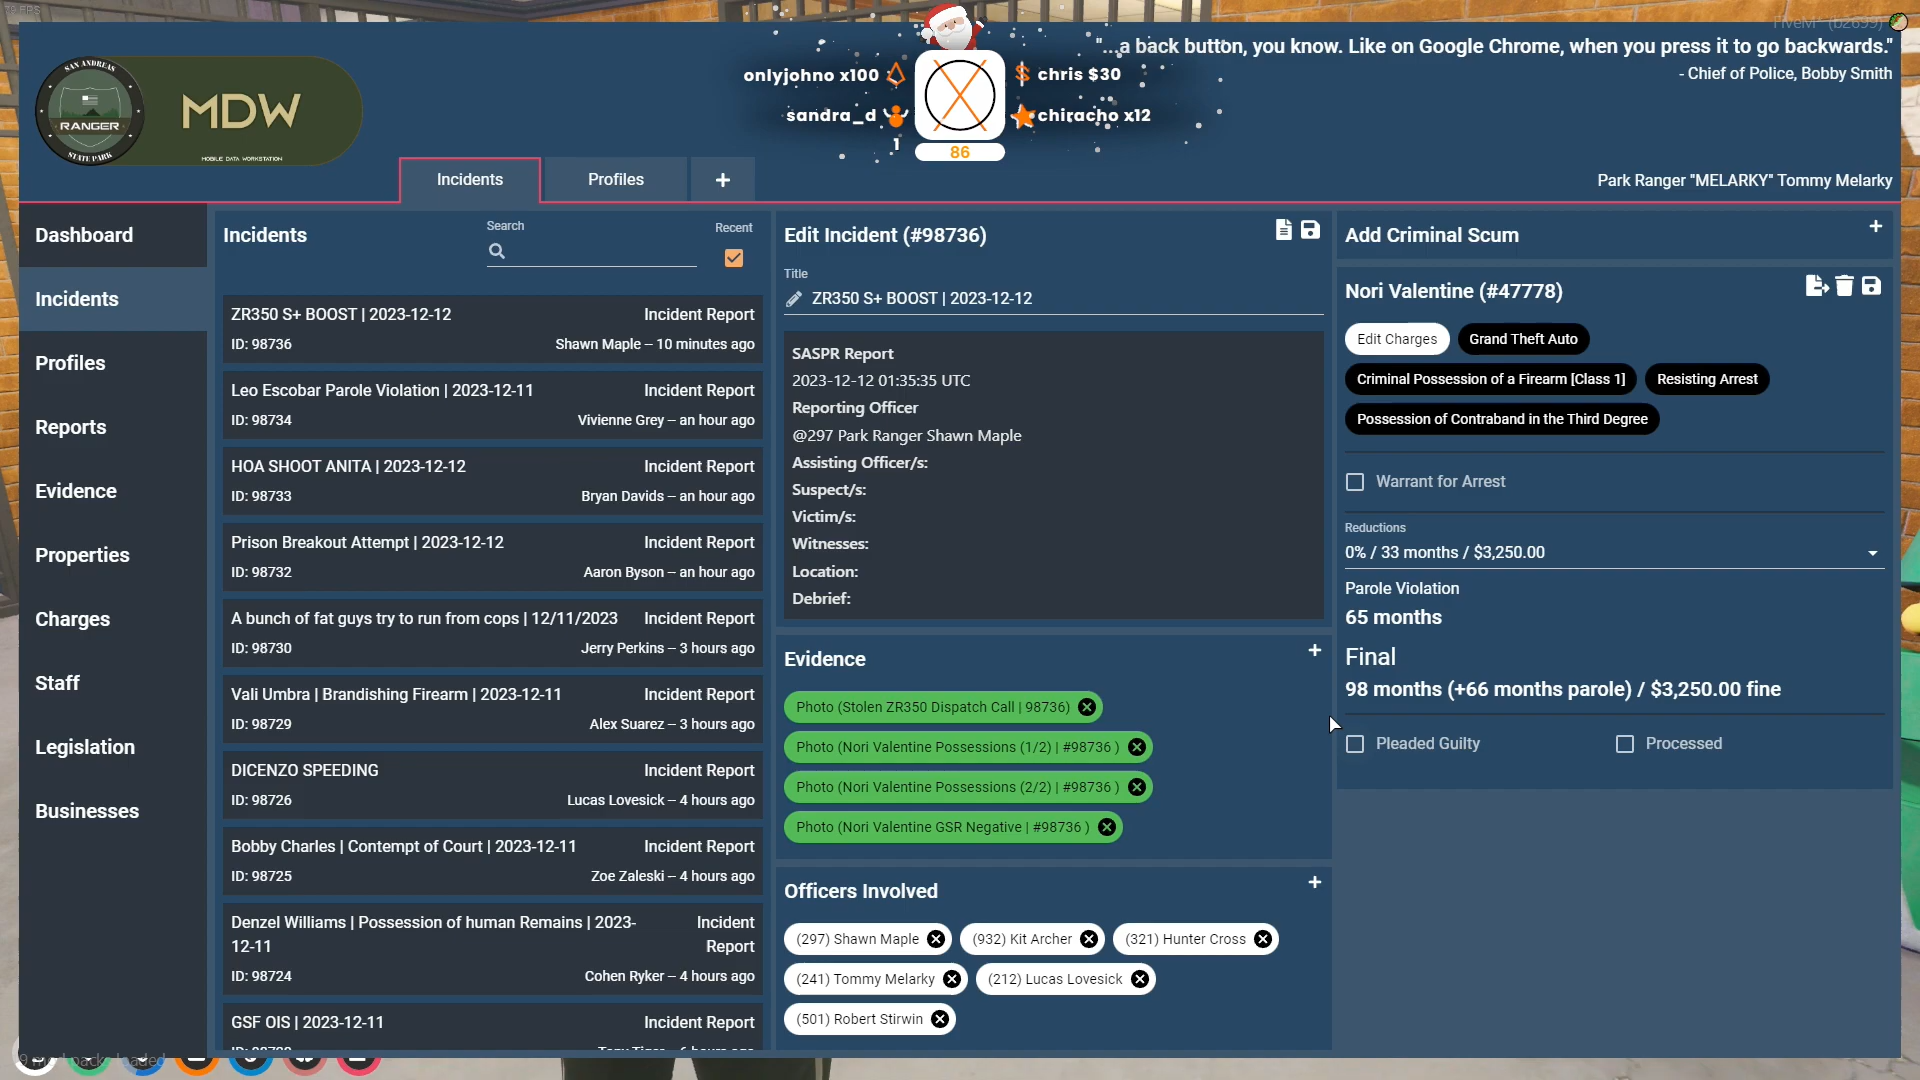 70 FPS
FiveM® (b2699)
"...a back button, you know. Like on Google Chrome, when you press it to go backwards."
- Chief of Police, Bobby Smith
onlyjohno x100
chris $30
sandra_d
1
chiracho x12
86
SAN ANDREAS
RANGER
STATE PARK
MDW
MOBILE DATA WORKSTATION
Incidents
Profiles
+
Park Ranger "MELARKY" Tommy Melarky
Dashboard
Incidents
Profiles
Reports
Evidence
Properties
Charges
Staff
Legislation
Businesses
Incidents
Search
Recent
ZR350 S+ BOOST | 2023-12-12 Incident Report
ID: 98736 Shawn Maple – 10 minutes ago
Leo Escobar Parole Violation | 2023-12-11 Incident Report
ID: 98734 Vivienne Grey – an hour ago
HOA SHOOT ANITA | 2023-12-12 Incident Report
ID: 98733 Bryan Davids – an hour ago
Prison Breakout Attempt | 2023-12-12 Incident Report
ID: 98732 Aaron Byson – an hour ago
A bunch of fat guys try to run from cops | 12/11/2023 Incident Report
ID: 98730 Jerry Perkins – 3 hours ago
Vali Umbra | Brandishing Firearm | 2023-12-11 Incident Report
ID: 98729 Alex Suarez – 3 hours ago
DICENZO SPEEDING Incident Report
ID: 98726 Lucas Lovesick – 4 hours ago
Bobby Charles | Contempt of Court | 2023-12-11 Incident Report
ID: 98725 Zoe Zaleski – 4 hours ago
Denzel Williams | Possession of human Remains | 2023- Incident
12-11 Report
ID: 98724 Cohen Ryker – 4 hours ago
GSF OIS | 2023-12-11 Incident Report
Edit Incident (#98736)
Title
ZR350 S+ BOOST | 2023-12-12
SASPR Report
2023-12-12 01:35:35 UTC
Reporting Officer
@297 Park Ranger Shawn Maple
Assisting Officer/s:
Suspect/s:
Victim/s:
Witnesses:
Location:
Debrief:
Evidence
+
Photo (Stolen ZR350 Dispatch Call | 98736)
Photo (Nori Valentine Possessions (1/2) | #98736 )
Photo (Nori Valentine Possessions (2/2) | #98736 )
Photo (Nori Valentine GSR Negative | #98736 )
Officers Involved
+
(297) Shawn Maple (932) Kit Archer (321) Hunter Cross
(241) Tommy Melarky (212) Lucas Lovesick
(501) Robert Stirwin
Add Criminal Scum
+
Nori Valentine (#47778)
Edit Charges Grand Theft Auto
Criminal Possession of a Firearm [Class 1] Resisting Arrest
Possession of Contraband in the Third Degree
Warrant for Arrest
Reductions
0% / 33 months / $3,250.00
Parole Violation
65 months
Final
98 months (+66 months parole) / $3,250.00 fine
Pleaded Guilty Processed